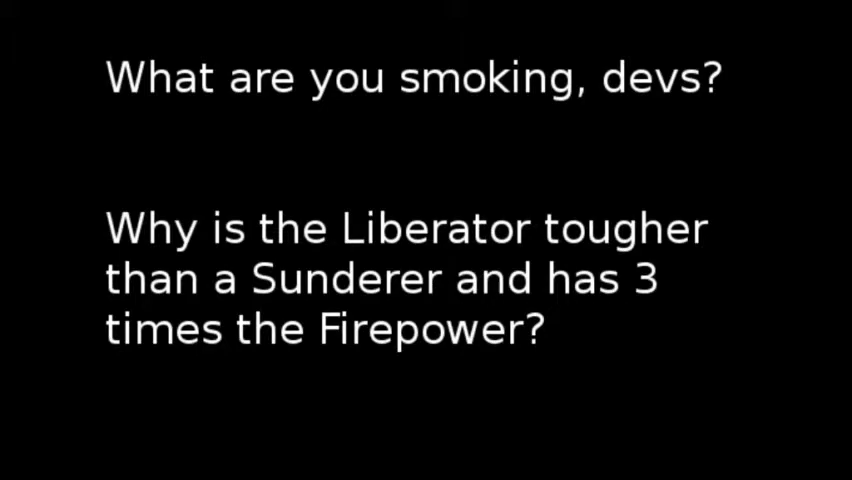 What are you smoking, devs?
Why is the Liberator tougher
than a Sunderer and has 3
times the Firepower?